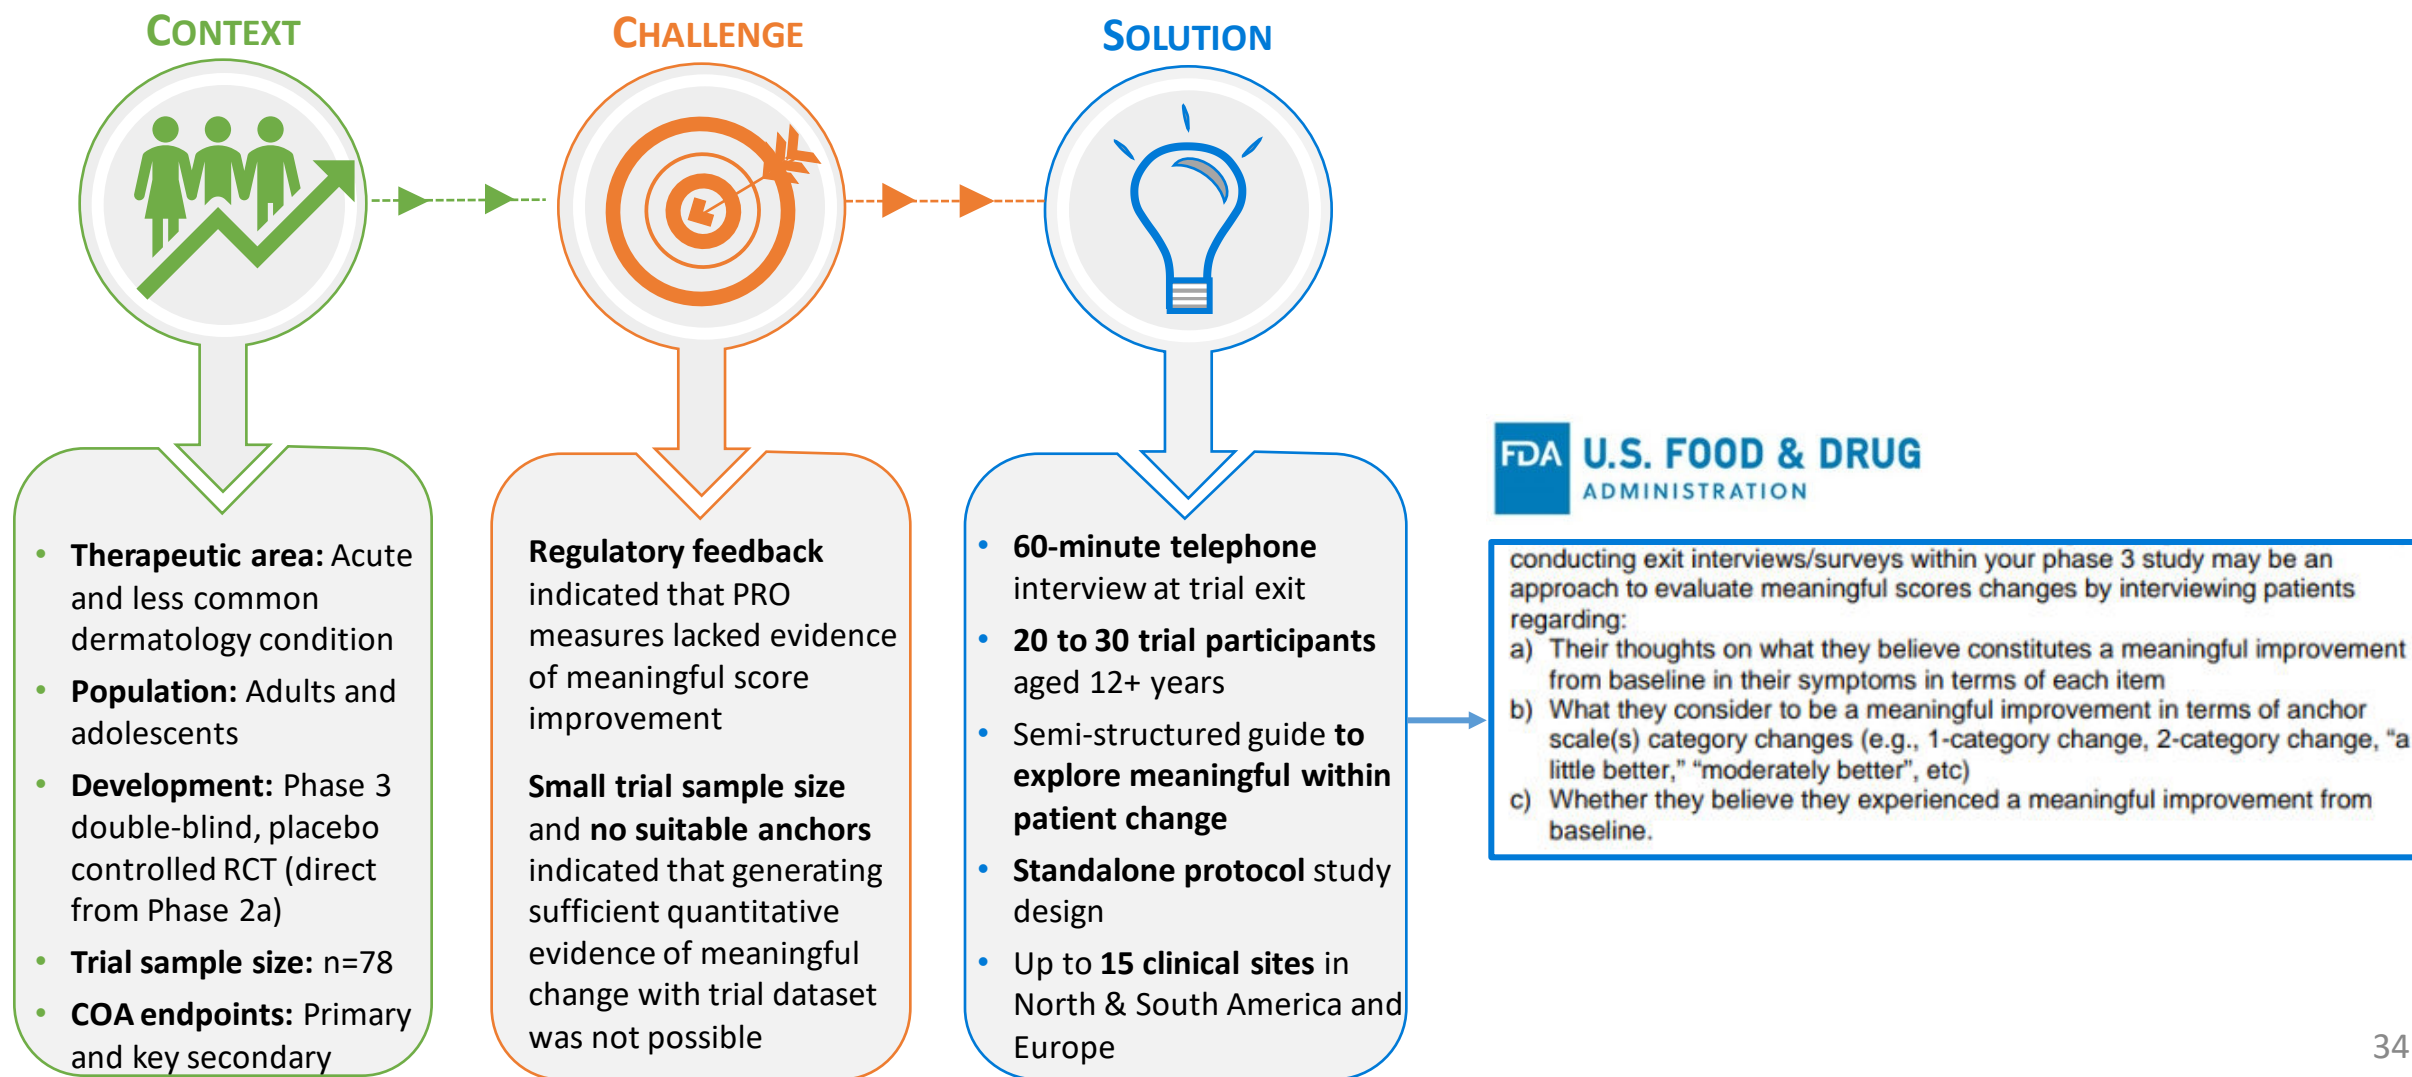 CONTEXT
• Therapeutic area: Acute
and less common
dermatology condition
• Population: Adults and
adolescents
• Development: Phase 3
double-blind, placebo
controlled RCT (direct
from Phase 2a)
• Trial sample size: n=78
• COA endpoints: Primary
and key secondary
CHALLENGE
Regulatory feedback
indicated that PRO
measures lacked evidence
of meaningful score
improvement
Small trial sample size
and no suitable anchors
indicated that generating
sufficient quantitative
evidence of meaningful
change with trial dataset
was not possible
SOLUTION
• 60-minute telephone
interview at trial exit
• 20 to 30 trial participants
aged 12+ years
• Semi-structured guide to
explore meaningful within
patient change
• Standalone protocol study
design
• Up to 15 clinical sites in
North & South America and
Europe
FDA U.S. FOOD & DRUG
ADMINISTRATION
conducting exit interviews/surveys within your phase 3 study may be an
approach to evaluate meaningful scores changes by interviewing patients
regarding:
a) Their thoughts on what they believe constitutes a meaningful improvement
from baseline in their symptoms in terms of each item
b) What they consider to be a meaningful improvement in terms of anchor
scale(s) category changes (e.g., 1-category change, 2-category change, “a
little better,” “moderately better”, etc)
c) Whether they believe they experienced a meaningful improvement from
baseline.
34